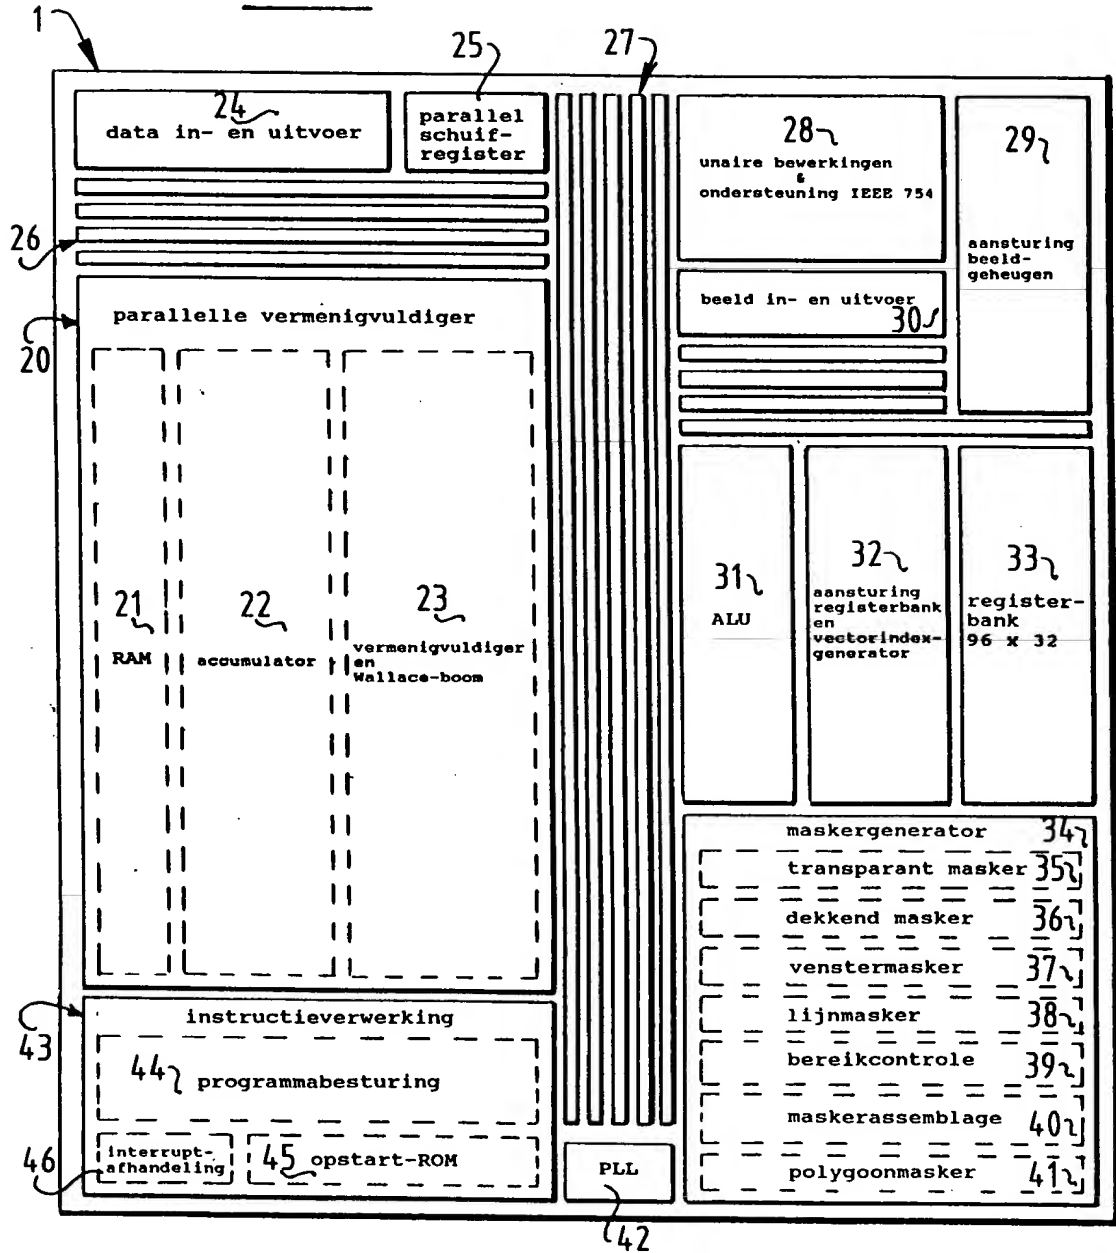 1
25
27
24
data in- en uitvoer
parallel
schuif-
register
28
unaire bewerkingen
&
ondersteuning IEEE 754
29
aansturing
beeld-
geheugen
26
beeld in- en uitvoer
30
20
parallelle vermenigvuldiger
21
RAM
22
accumulator
23
vermenigvuldiger
en
Wallace-boom
31
ALU
32
aansturing
registerbank
en
vectorindex-
generator
33
register-
bank
96 x 32
maskergenerator 34
transparant masker 35
dekkend masker 36
venstermasker 37
lijnmasker 38
bereikcontrole 39
maskerassemblage 40
polygoonmasker 41
43
instructieverwerking
44 programmabesturing
46
interrupt-
afhandeling
45 opstart-ROM
PLL
42